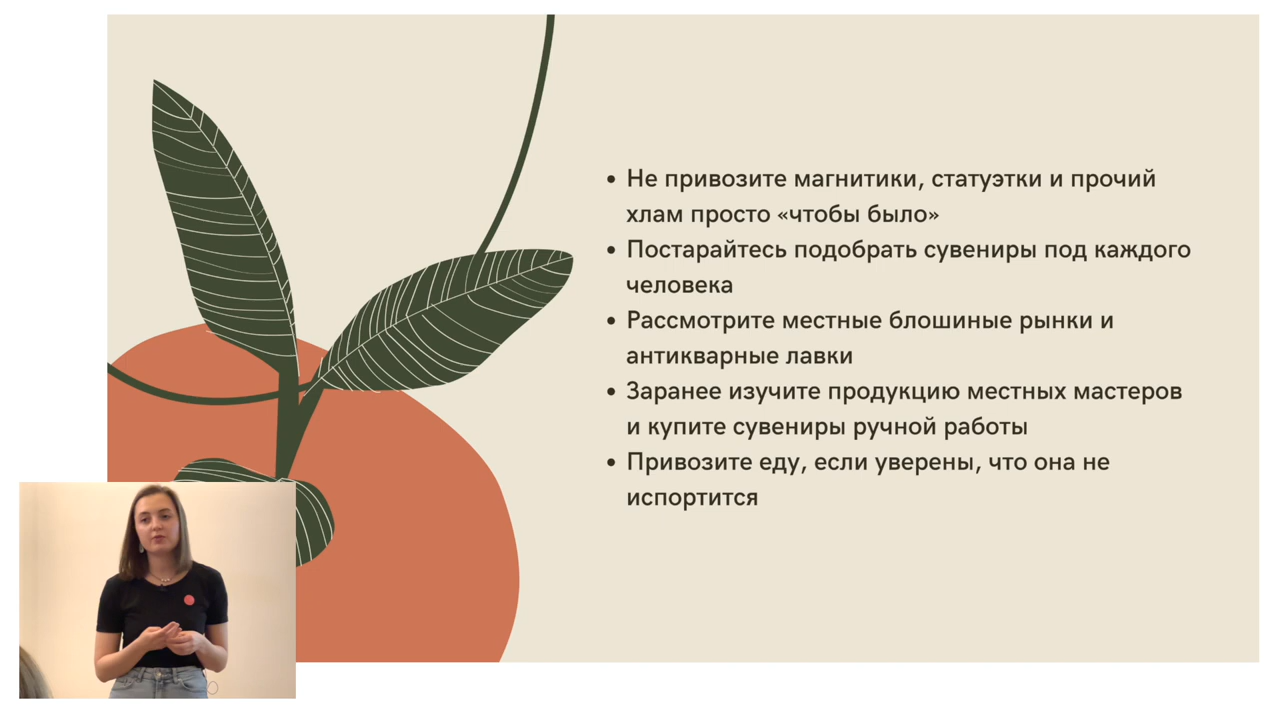 • Не привозите магнитики, статуэтки и прочий
хлам просто «чтобы было»
• Постарайтесь подобрать сувениры под каждого
человека
• Рассмотрите местные блошиные рынки и
антикварные лавки
• Заранее изучите продукцию местных мастеров
и купите сувениры ручной работы
• Привозите еду, если уверены, что она не
испортится